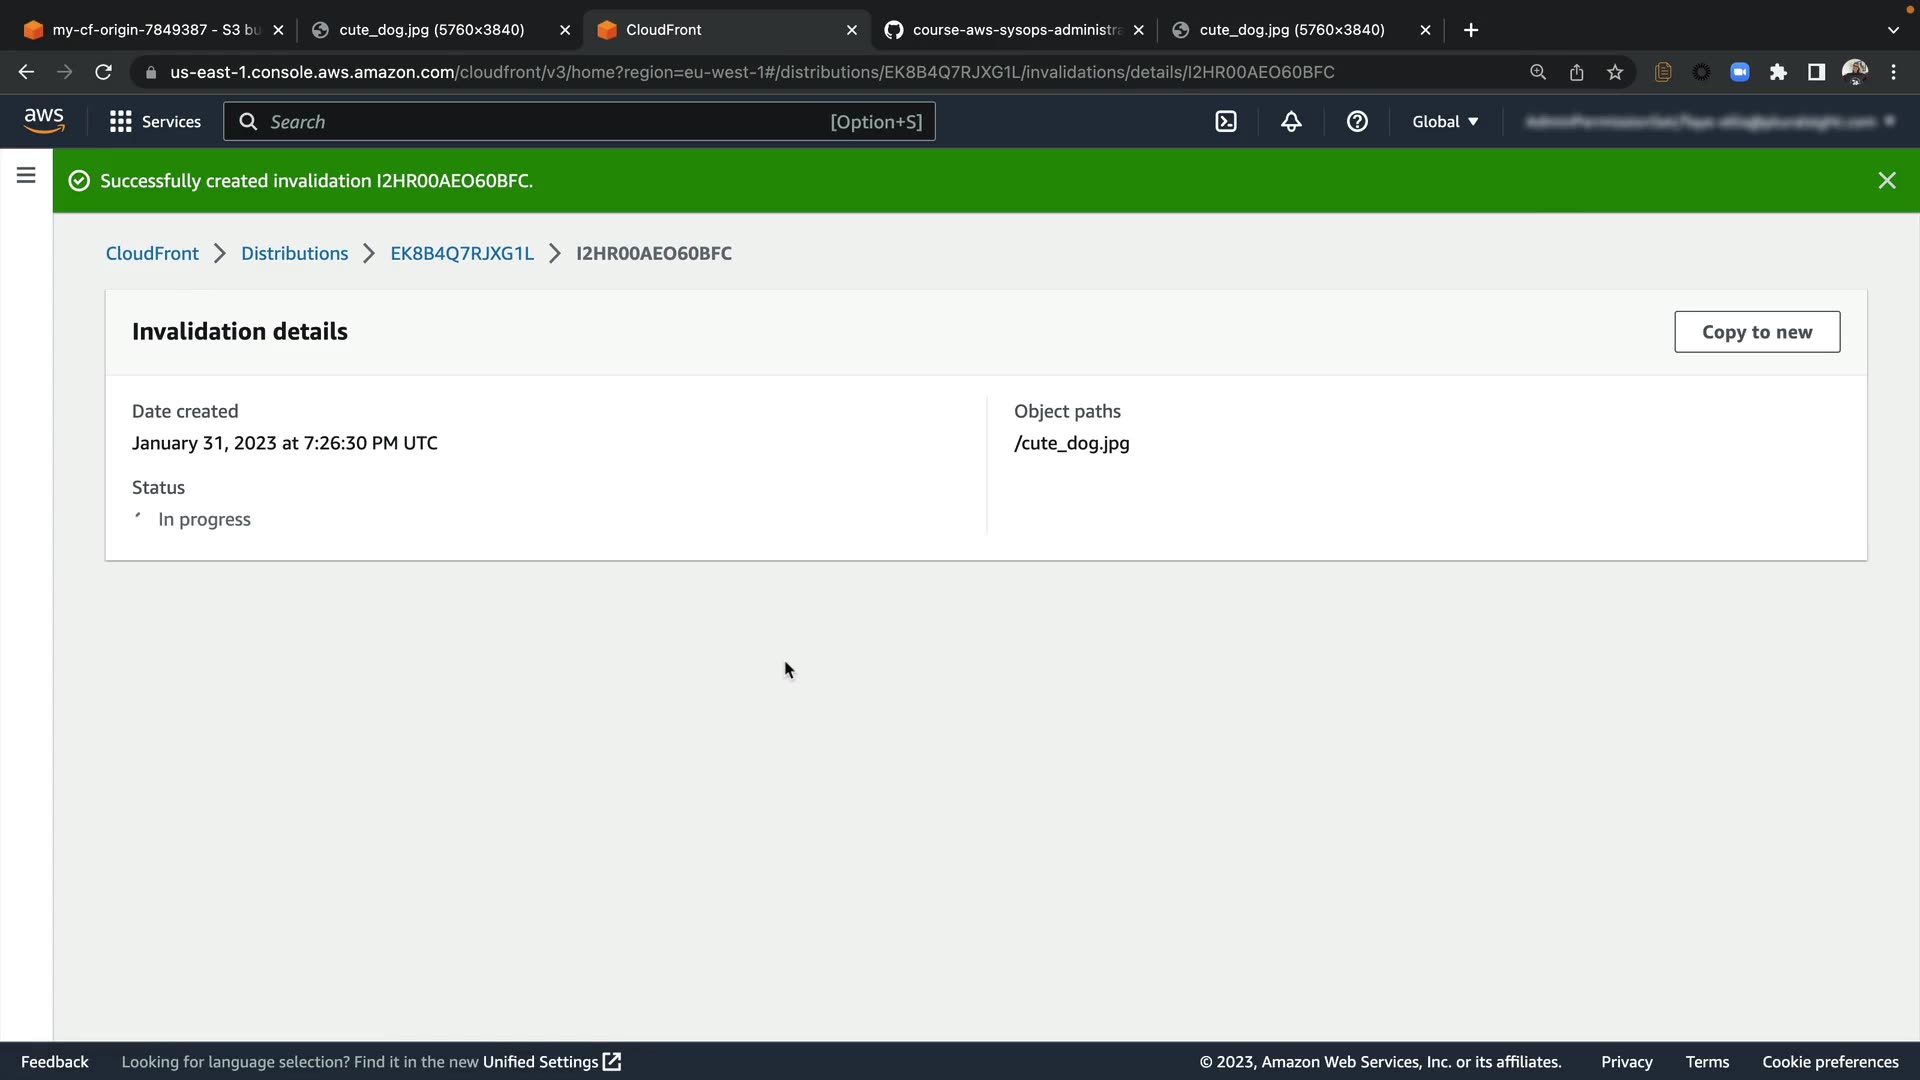 my-cf-origin-7849387 - S3 bu
cute_dog.jpg (5760×3840)
CloudFront
course-aws-sysops-administra
cute_dog.jpg (5760×3840)
us-east-1.console.aws.amazon.com/cloudfront/v3/home?region=eu-west-1#/distributions/EK8B4Q7RJXG1L/invalidations/details/I2HR00AEO60BFC
aws
Services
Search
[Option+S]
Global
Successfully created invalidation I2HR00AEO60BFC.
CloudFront
Distributions
EK8B4Q7RJXG1L
I2HR00AEO60BFC
Invalidation details
Copy to new
Date created
January 31, 2023 at 7:26:30 PM UTC
Status
In progress
Object paths
/cute_dog.jpg
Feedback
Looking for language selection? Find it in the new Unified Settings
© 2023, Amazon Web Services, Inc. or its affiliates.
Privacy
Terms
Cookie preferences